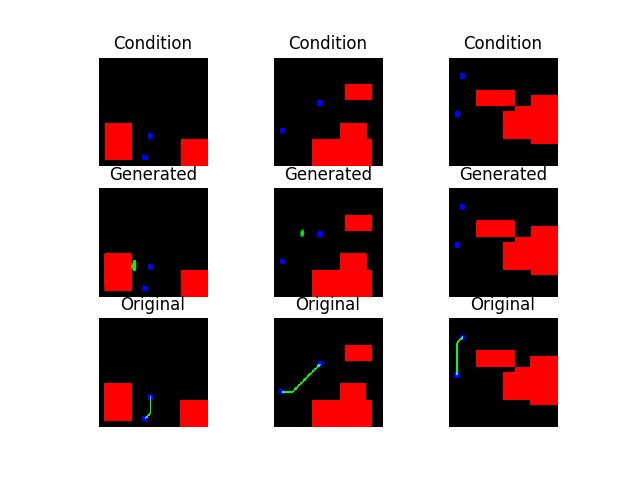 Condition
Condition
Condition
Generated
Generated
Generated
Original
Original
Original